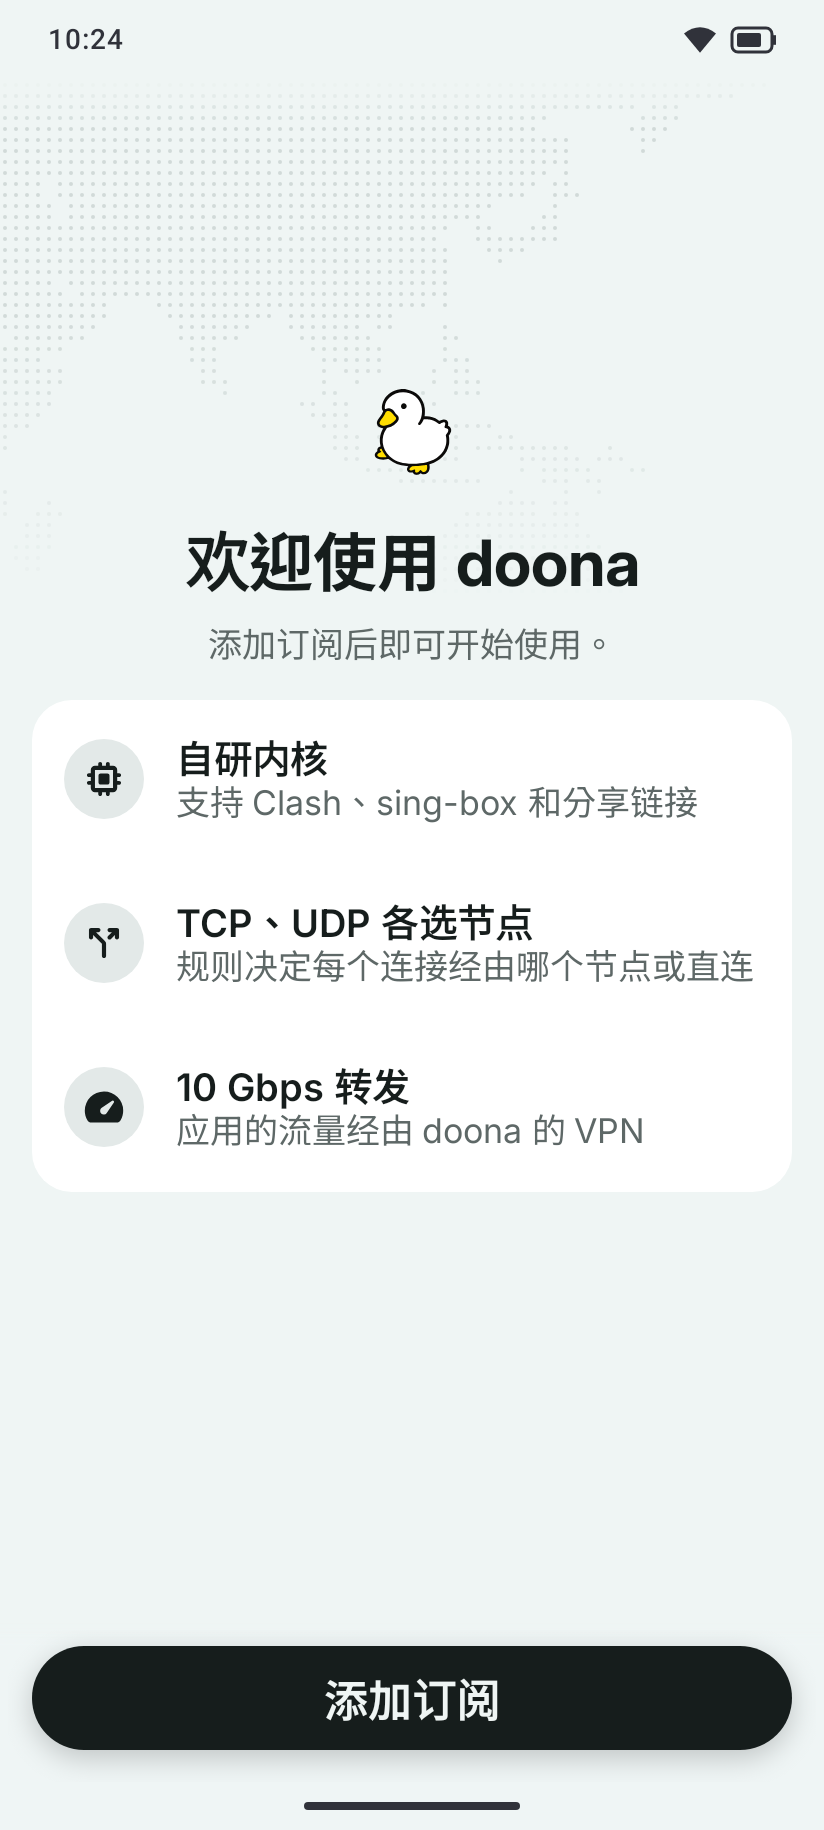 10:24
欢迎使用 doona
添加订阅后即可开始使用。
自研内核
支持 Clash、sing-box 和分享链接
TCP、UDP 各选节点
规则决定每个连接经由哪个节点或直连
10 Gbps 转发
应用的流量经由 doona 的 VPN
添加订阅